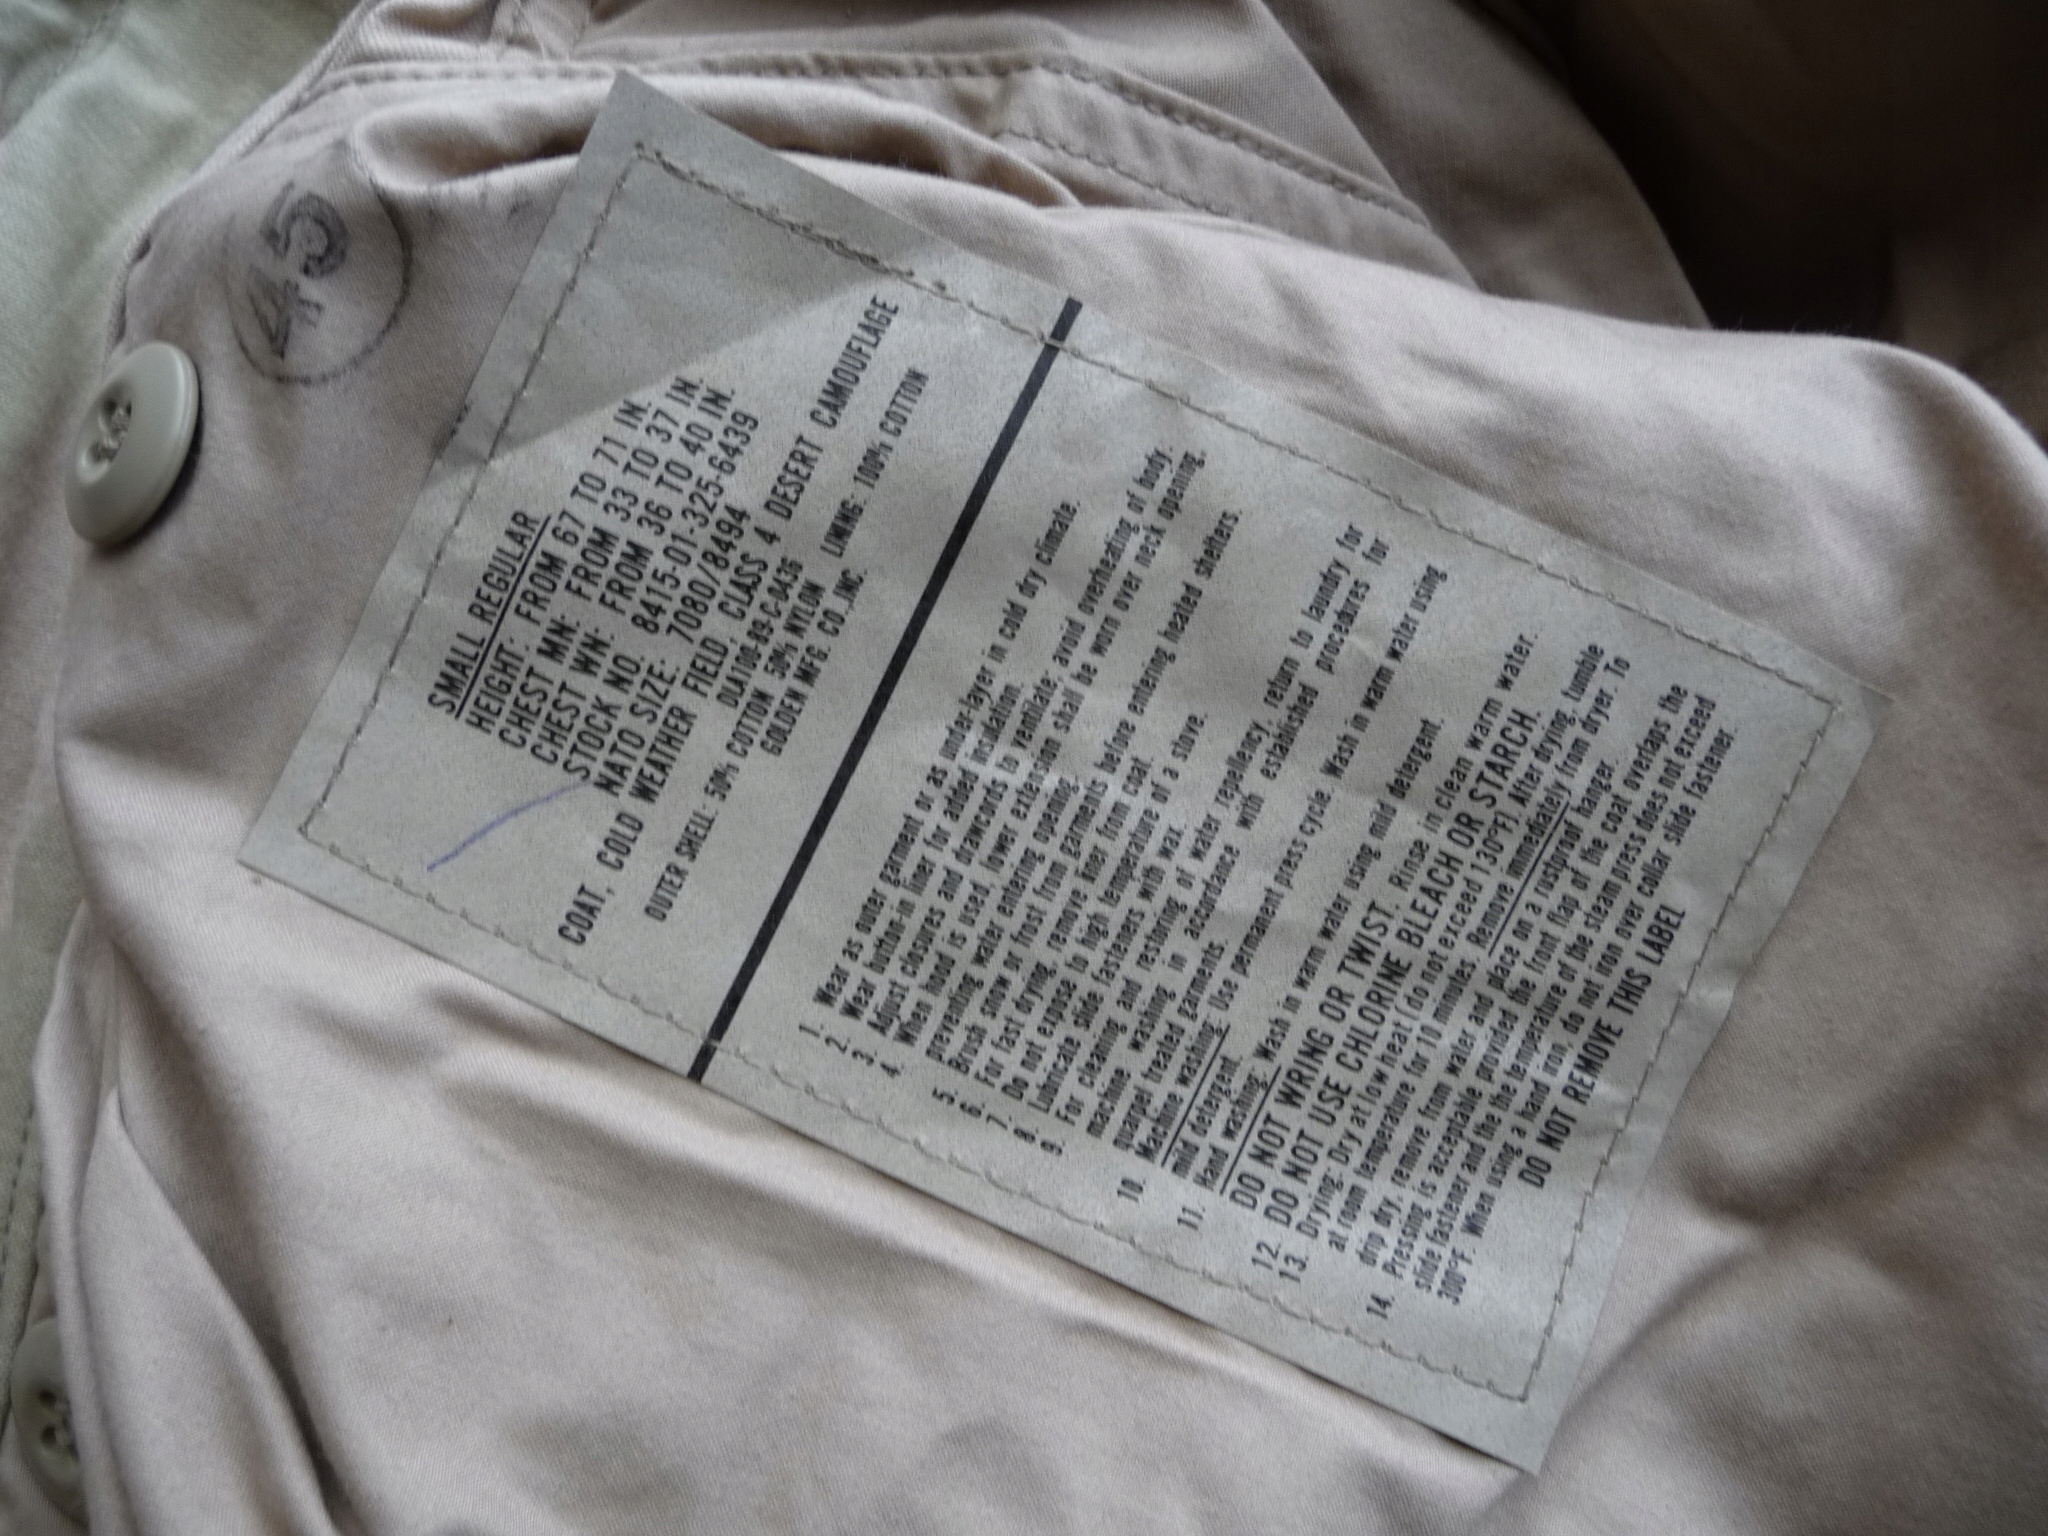 45
SMALL REGULAR
HEIGHT: FROM 67 TO 71 IN.
CHEST MN: FROM 33 TO 37 IN.
CHEST WN: FROM 36 TO 40 IN.
STOCK NO. 8415-01-325-6439
NATO SIZE: 7080/8494
COAT, COLD WEATHER FIELD, CLASS 4 DESERT CAMOUFLAGE
DLA100-89-C-0436
OUTER SHELL: 50% COTTON 50% NYLON LINING: 100% COTTON
GOLDEN MFG. CO., INC.
1. Wear as outer garment or as under-layer in cold dry climate.
2. Wear button-in liner for added insulation.
3. Adjust closures and drawcords to ventilate; avoid overheating of body.
4. When hood is used, lower extension shall be worn over neck opening,
preventing water entering opening.
5. Brush snow or frost from garments before entering heated shelters.
6. For fast drying, remove liner from coat.
7. Do not expose to high temperature of a stove.
8. Lubricate slide fasteners with wax.
9. For cleaning and restoring of water repellency, return to laundry for
machine washing in accordance with established procedures for
quarpel treated garments.
10. Machine washing: Use permanent press cycle. Wash in warm water using
mild detergent.
11. Hand washing: Wash in warm water using mild detergent.
DO NOT WRING OR TWIST. Rinse in clean warm water.
12. DO NOT USE CHLORINE BLEACH OR STARCH.
13. Drying: Dry at low heat (do not exceed 130°F). After drying, tumble
at room temperature for 10 minutes. Remove immediately from dryer. To
drip dry, remove from water and place on a rustproof hanger.
14. Pressing is acceptable provided the front flap of the coat overlaps the
slide fastener and the the temperature of the steam press does not exceed
300°F. When using a hand iron, do not iron over collar slide fastener.
DO NOT REMOVE THIS LABEL